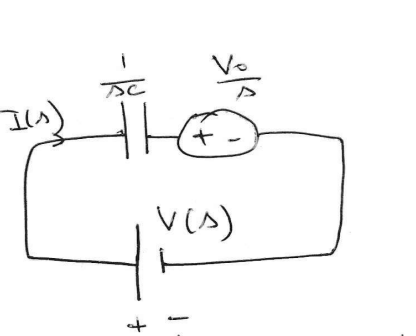 1/sC
V₀/s
I(s)
+ -
V(s)
+ -